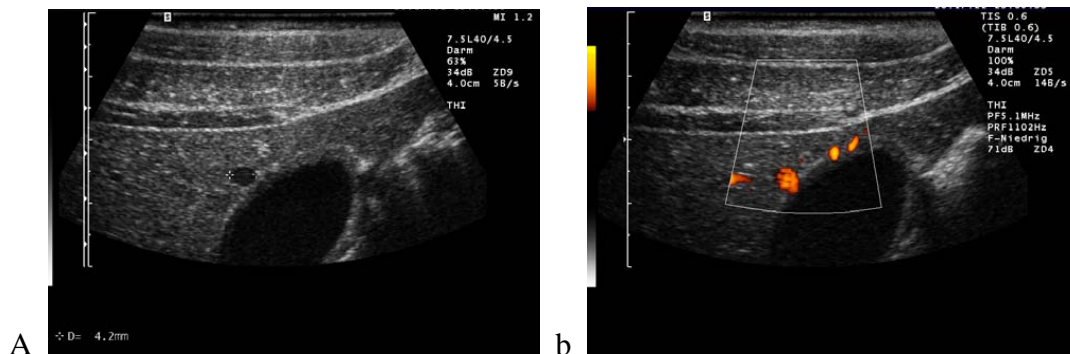 S
MI 1.2
7.5L40/4.5
Darm
63%
34dB ZD9
4.0cm 5B/s
THI
D= 4.2mm
A
S
TIS 0.6
(TIB 0.6)
7.5L40/4.5
Darm
100%
34dB ZD5
4.0cm 14B/s
THI
PF5.1MHz
PRF1102Hz
F-Niedrig
71dB ZD4
b